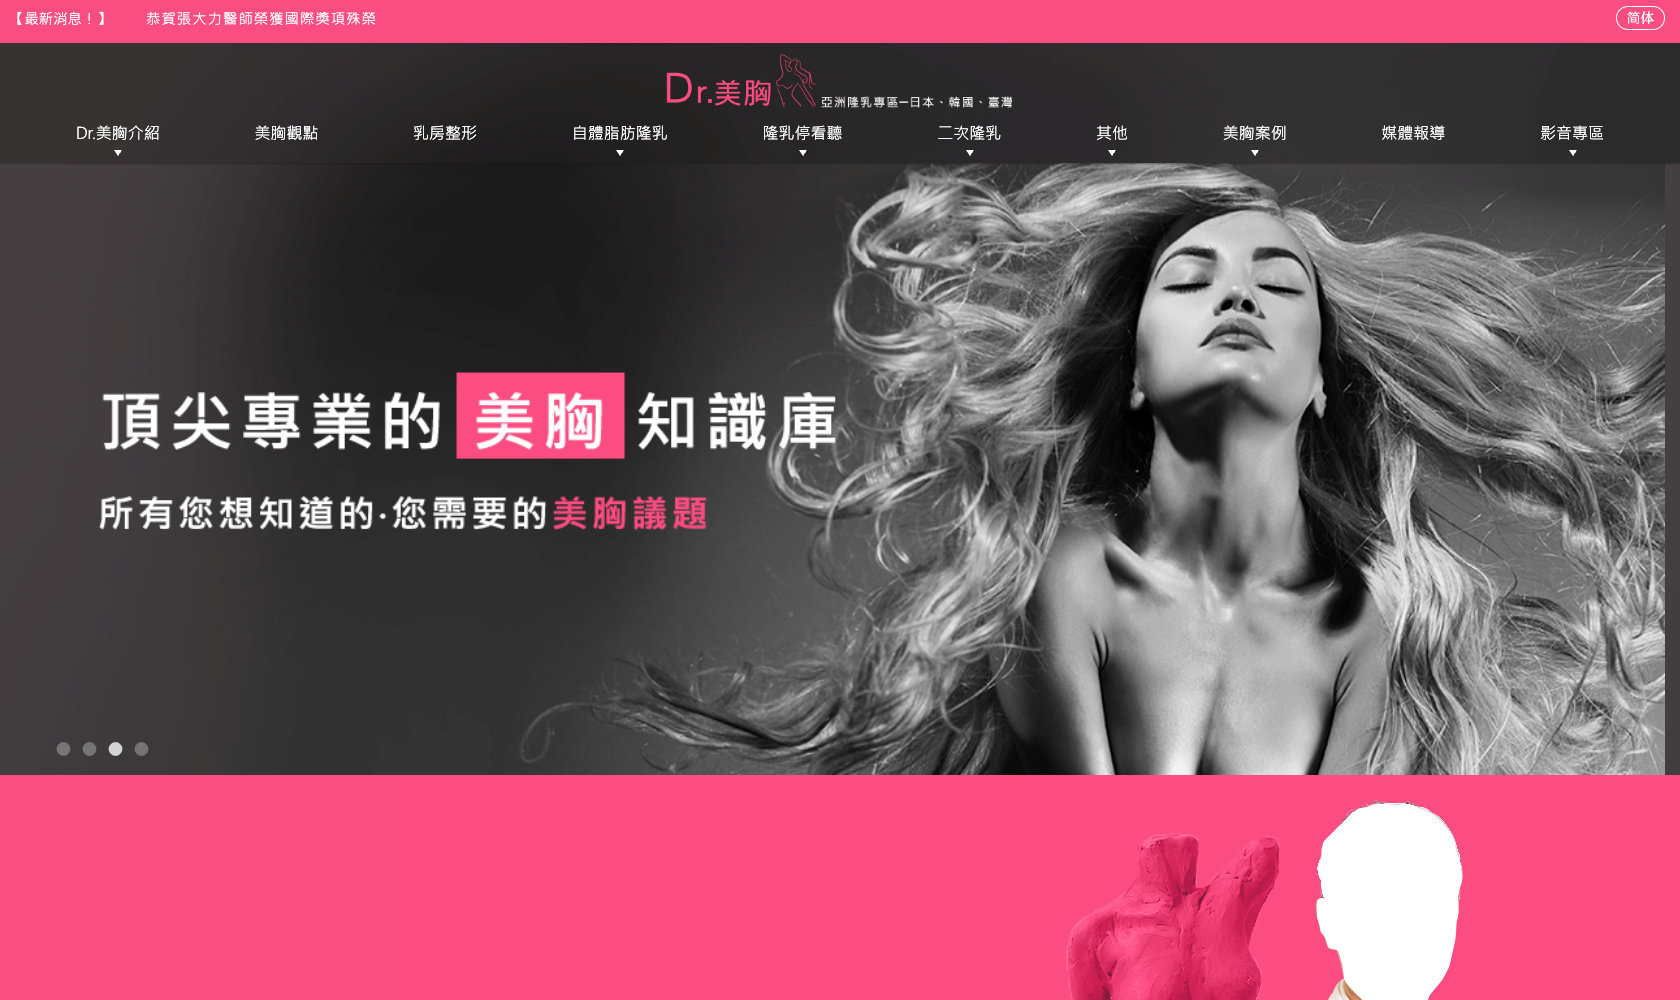 【最新消息！】 恭賀張大力醫師榮獲國際獎項殊榮
简体
Dr.美胸 亞洲隆乳專區—日本、韓國、臺灣
Dr.美胸介紹 美胸觀點 乳房整形 自體脂肪隆乳 隆乳停看聽 二次隆乳 其他 美胸案例 媒體報導 影音專區
頂尖專業的 美胸 知識庫
所有您想知道的·您需要的美胸議題